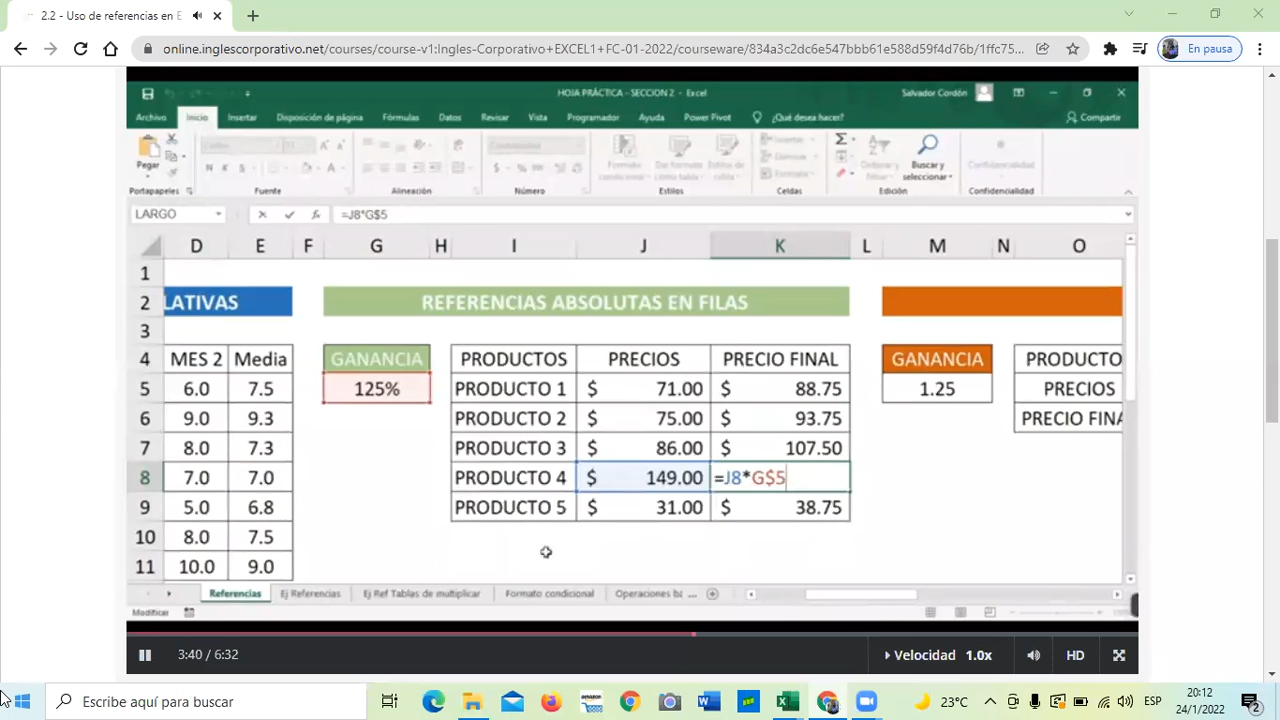 2.2 - Uso de referencias en E
online.inglescorporativo.net/courses/course-v1:Ingles-Corporativo+EXCEL1+FC-01-2022/courseware/834a3c2c6e547bbb61e588d59f4d76b/1ffc75...
En pausa
HOJA PRÁCTICA - SECCION 2 - Excel
Salvador Cordón
Archivo Inicio Insertar Disposición de página Fórmulas Datos Revisar Vista Programador Ayuda Power Pivot ¿Qué desea hacer? Compartir
Pegar
Buscar y seleccionar
Portapapeles Fuente Alineación Número Estilos Celdas Edición Confidencialidad
LARGO =J8*G$5
D E F G H I J K L M N O
1
2 LATIVAS REFERENCIAS ABSOLUTAS EN FILAS
3
4 MES 2 Media GANANCIA PRODUCTOS PRECIOS PRECIO FINAL GANANCIA PRODUCTO
5 6.0 7.5 125% PRODUCTO 1 $ 71.00 $ 88.75 1.25 PRECIOS
6 9.0 9.3 PRODUCTO 2 $ 75.00 $ 93.75 PRECIO FINA
7 8.0 7.3 PRODUCTO 3 $ 86.00 $ 107.50
8 7.0 7.0 PRODUCTO 4 $ 149.00 =J8*G$5
9 5.0 6.8 PRODUCTO 5 $ 31.00 $ 38.75
10 8.0 7.5
11 10.0 9.0
Referencias Ej Referencias Ej Ref Tablas de multiplicar Formato condicional Operaciones ba ...
Modificar
3:40 / 6:32 Velocidad 1.0x HD
Escribe aquí para buscar
23°C ESP 20:12
24/1/2022 2